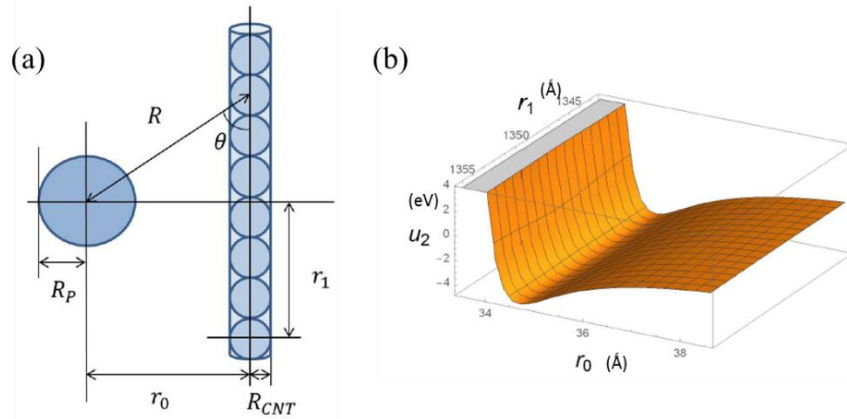 (a)
R
θ
R_P
r_1
r_0
R_CNT
(b)
r_1 (Å)
1345
1350
1355
4
(eV)
2
0
u_2
−2
−4
34
36
38
r_0 (Å)